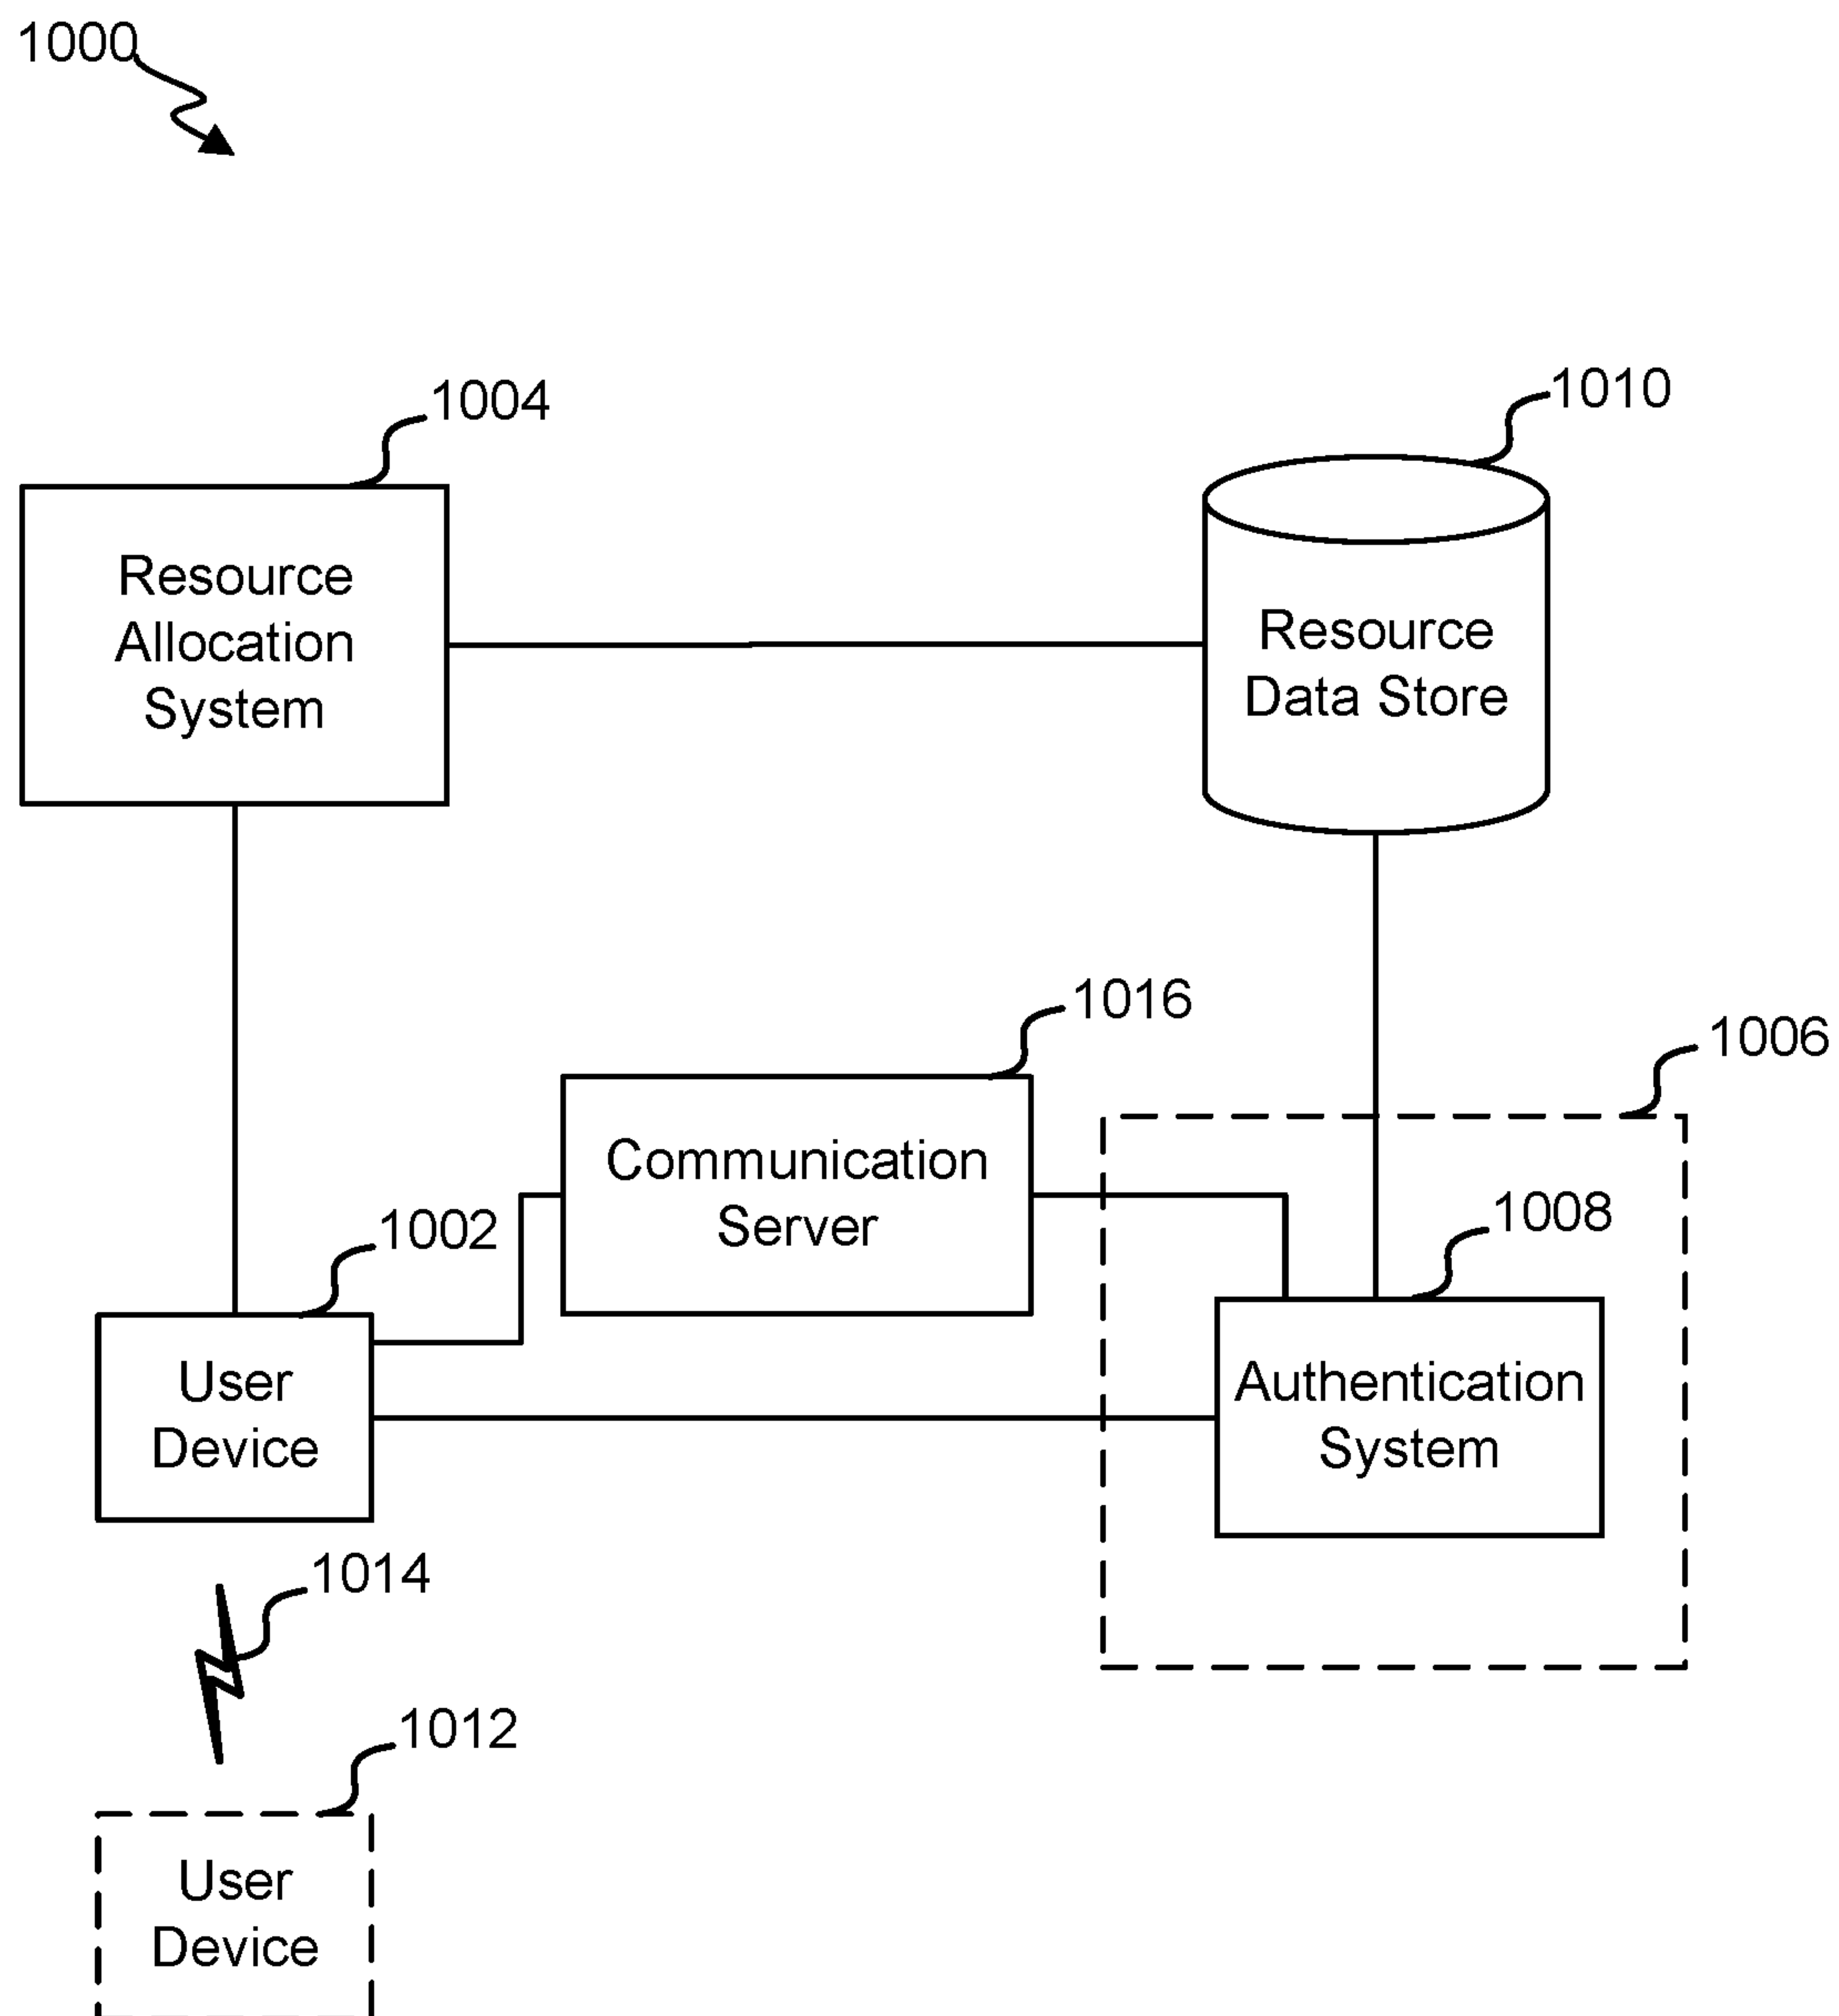 1000
1004
1010
Resource
Allocation
System
Resource
Data Store
1016
1006
Communication
Server
1008
1002
User
Device
Authentication
System
1014
1012
User
Device